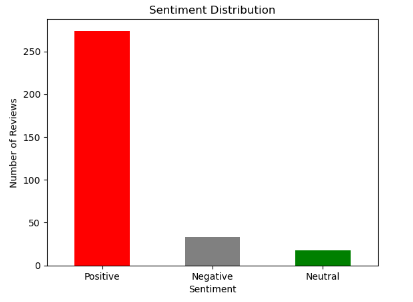 Sentiment Distribution
Number of Reviews
250
200
150
100
50
0
Positive Negative Neutral
Sentiment